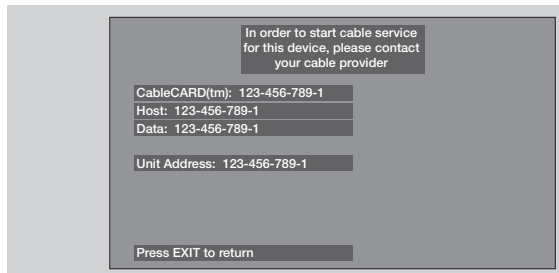 In order to start cable service
for this device, please contact
your cable provider
CableCARD(tm): 123-456-789-1
Host: 123-456-789-1
Data: 123-456-789-1
Unit Address: 123-456-789-1
Press EXIT to return